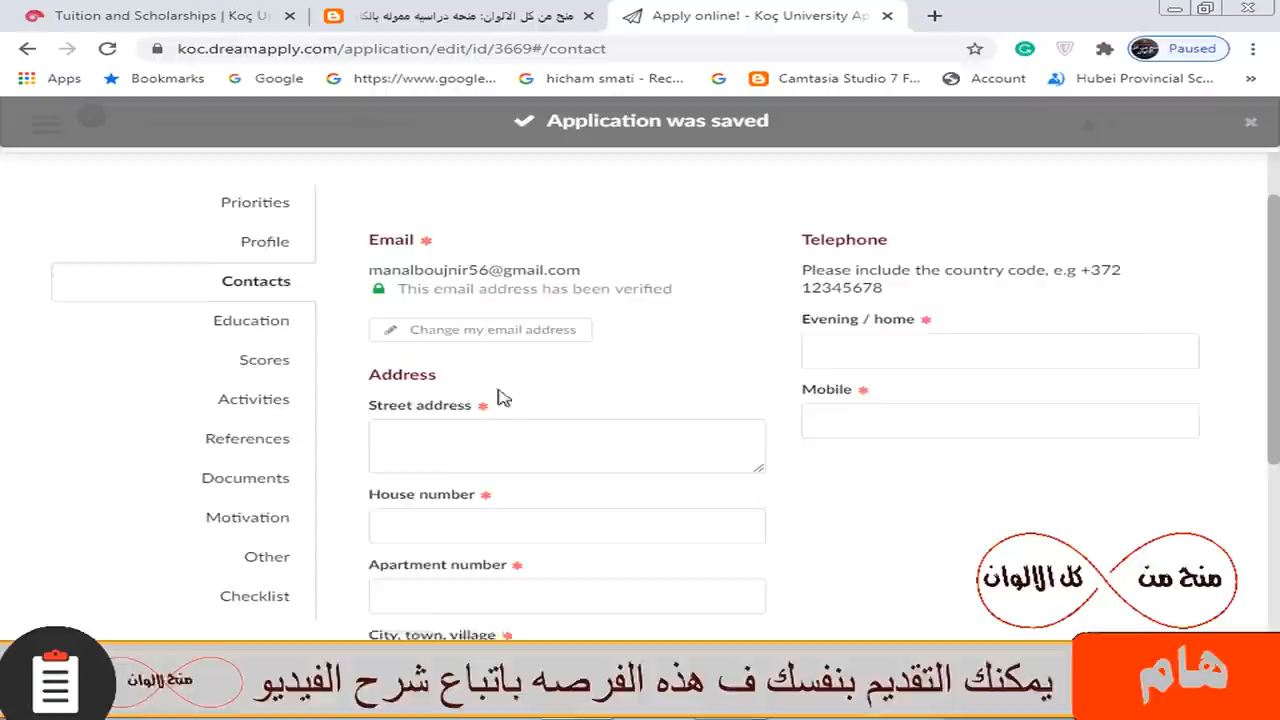 Tuition and Scholarships | Koç U
منحه من كل الالوان: منحه دراسيه ممولة بالكا
Apply online! - Koç University Ap
koc.dreamapply.com/application/edit/id/3669#/contact
Paused
Apps
Bookmarks
Google
https://www.google...
hicham smati - Rec...
Camtasia Studio 7 F...
Account
Hubei Provincial Sc...
»
Application was saved
Priorities
Profile
Contacts
Education
Scores
Activities
References
Documents
Motivation
Other
Checklist
Email *
manalboujnir56@gmail.com
This email address has been verified
Change my email address
Address
Street address *
House number *
Apartment number *
City, town, village *
Telephone
Please include the country code, e.g +372
12345678
Evening / home *
Mobile *
منح من كل الالوان
منح الالوان
يمكنك التقديم بنفسك ف هذه الفرصه باتباع شرح الفيديو
هام